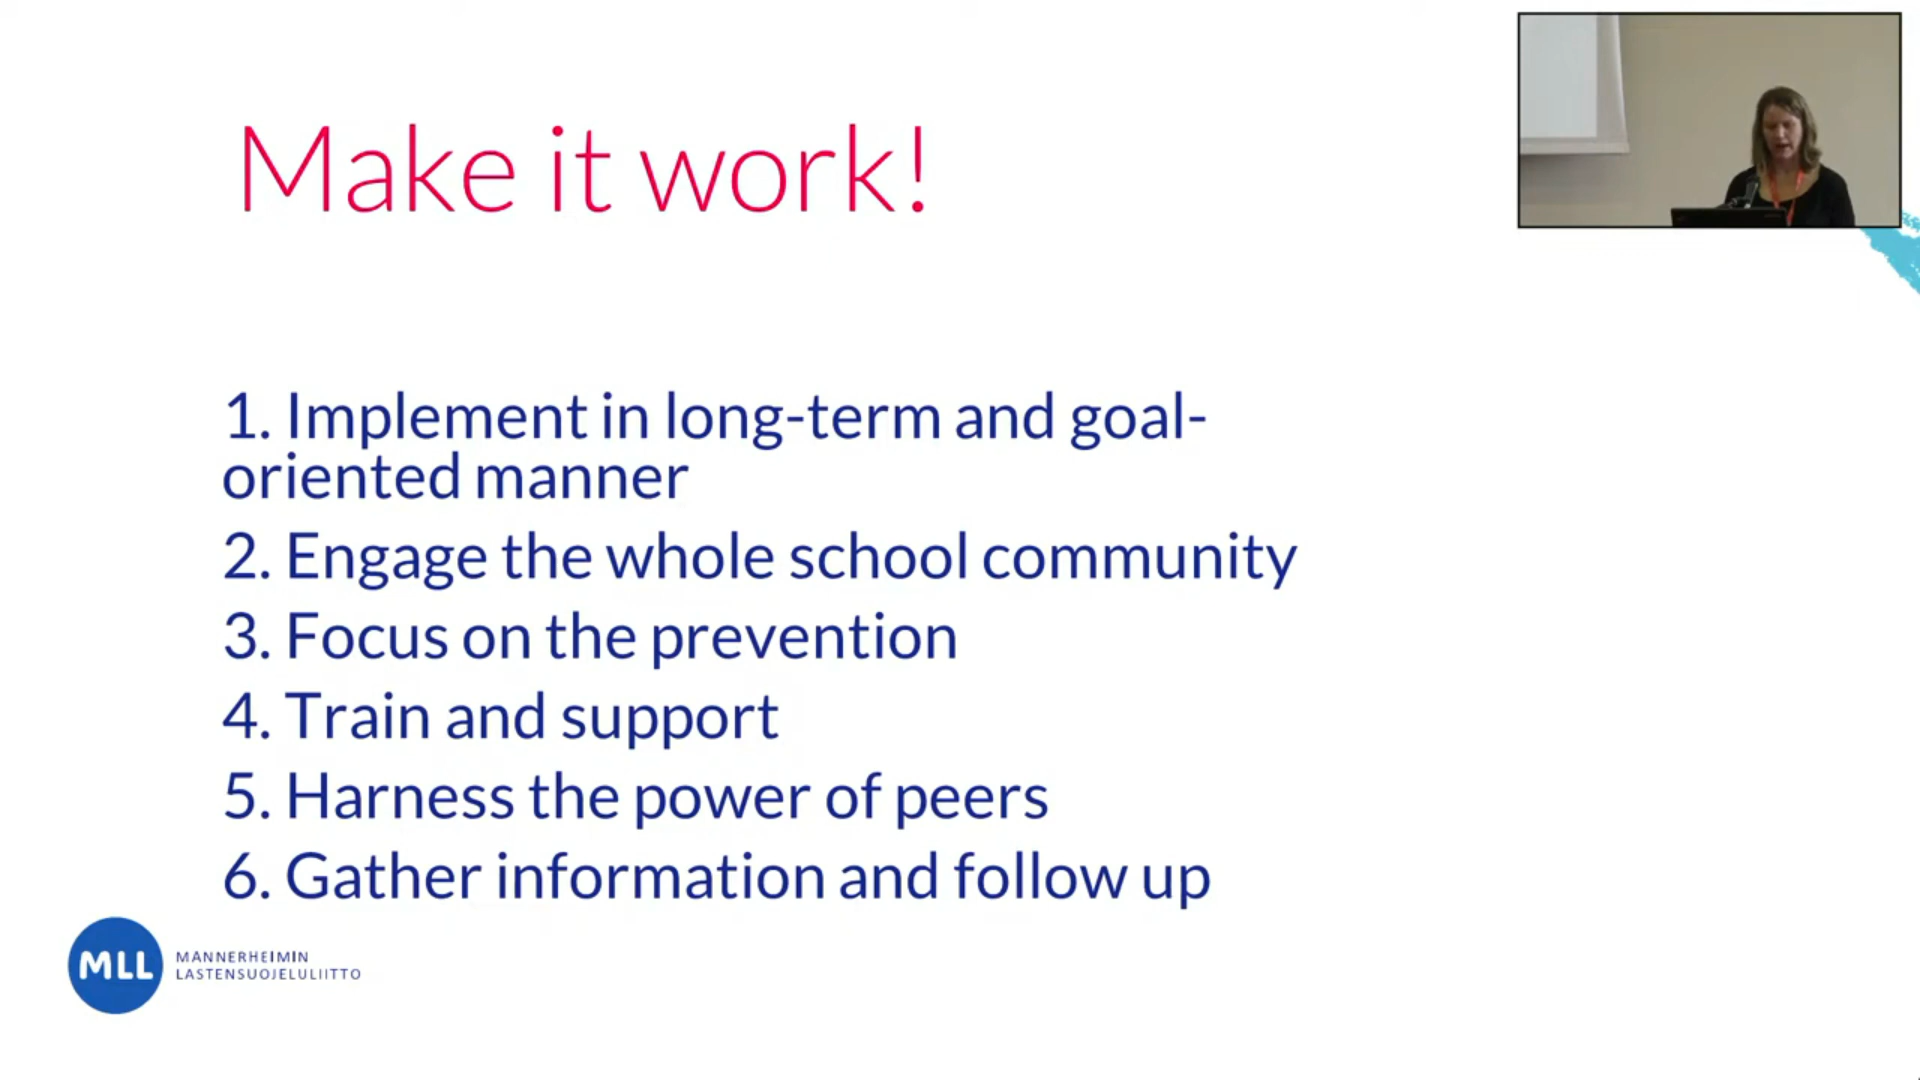 Make it work!
1. Implement in long-term and goal-
oriented manner
2. Engage the whole school community
3. Focus on the prevention
4. Train and support
5. Harness the power of peers
6. Gather information and follow up
MLL
MANNERHEIMIN
LASTENSUOJELULIITTO